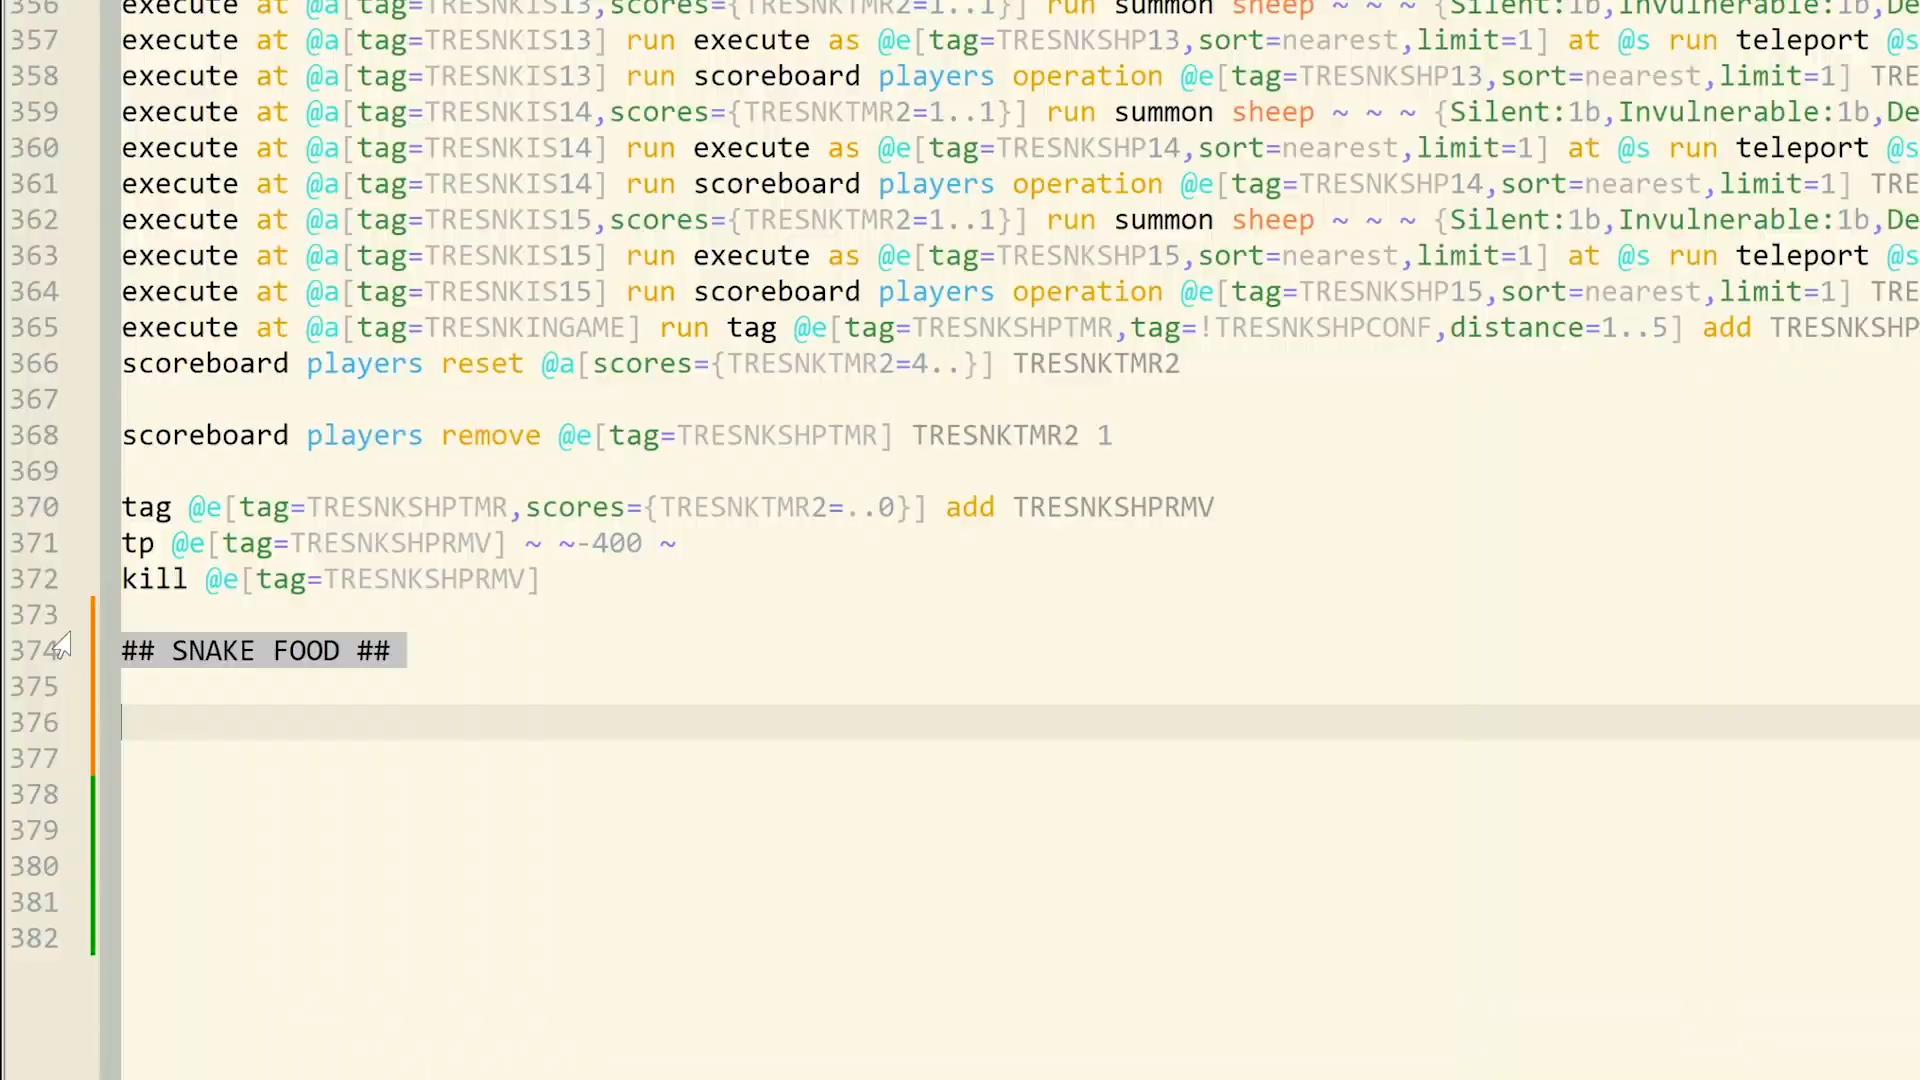 356 execute at @a[tag=TRESNKIS13,scores={TRESNKTMR2=1..1}] run summon sheep ~ ~ ~ {Silent:1b,Invulnerable:1b,De
357 execute at @a[tag=TRESNKIS13] run execute as @e[tag=TRESNKSHP13,sort=nearest,limit=1] at @s run teleport @s
358 execute at @a[tag=TRESNKIS13] run scoreboard players operation @e[tag=TRESNKSHP13,sort=nearest,limit=1] TRE
359 execute at @a[tag=TRESNKIS14,scores={TRESNKTMR2=1..1}] run summon sheep ~ ~ ~ {Silent:1b,Invulnerable:1b,De
360 execute at @a[tag=TRESNKIS14] run execute as @e[tag=TRESNKSHP14,sort=nearest,limit=1] at @s run teleport @s
361 execute at @a[tag=TRESNKIS14] run scoreboard players operation @e[tag=TRESNKSHP14,sort=nearest,limit=1] TRE
362 execute at @a[tag=TRESNKIS15,scores={TRESNKTMR2=1..1}] run summon sheep ~ ~ ~ {Silent:1b,Invulnerable:1b,De
363 execute at @a[tag=TRESNKIS15] run execute as @e[tag=TRESNKSHP15,sort=nearest,limit=1] at @s run teleport @s
364 execute at @a[tag=TRESNKIS15] run scoreboard players operation @e[tag=TRESNKSHP15,sort=nearest,limit=1] TRE
365 execute at @a[tag=TRESNKINGAME] run tag @e[tag=TRESNKSHPTMR,tag=!TRESNKSHPCONF,distance=1..5] add TRESNKSHP
366 scoreboard players reset @a[scores={TRESNKTMR2=4..}] TRESNKTMR2
367
368 scoreboard players remove @e[tag=TRESNKSHPTMR] TRESNKTMR2 1
369
370 tag @e[tag=TRESNKSHPTMR,scores={TRESNKTMR2=..0}] add TRESNKSHPRMV
371 tp @e[tag=TRESNKSHPRMV] ~ ~-400 ~
372 kill @e[tag=TRESNKSHPRMV]
373
374 ## SNAKE FOOD ##
375
376
377
378
379
380
381
382